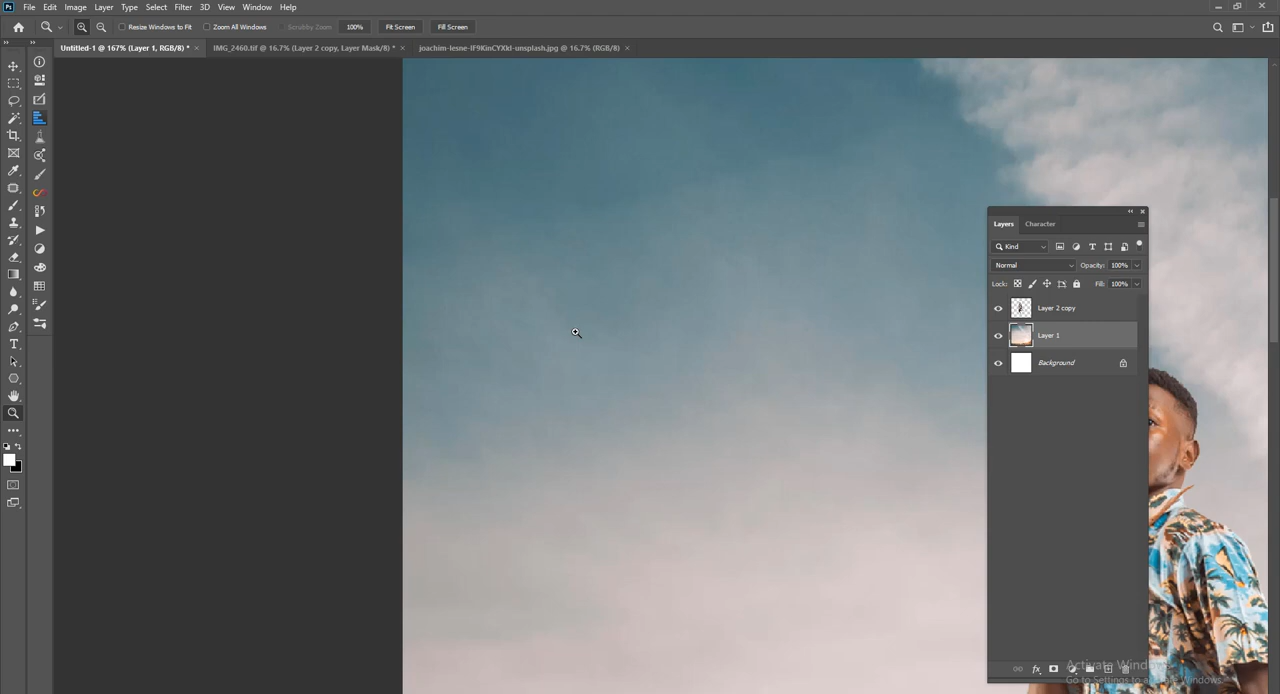 Ps File Edit Image Layer Type Select Filter 3D View Window Help
Resize Windows to Fit Zoom All Windows Scrubby Zoom 100% Fit Screen Fill Screen
Untitled-1 @ 167% (Layer 1, RGB/8) * × IMG_2460.tif @ 16.7% (Layer 2 copy, Layer Mask/8) * × joachim-lesne-IF9KinCYXkI-unsplash.jpg @ 16.7% (RGB/8) ×
Layers Character
Kind
Normal Opacity: 100%
Lock: Fill: 100%
Layer 2 copy
Layer 1
Background
fx
Activate Windows
Go to Settings to activate Windows.